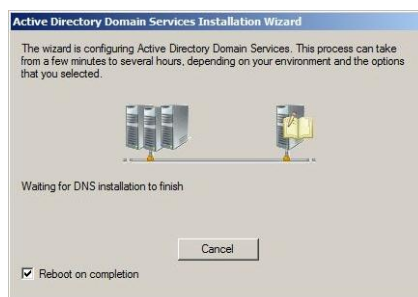 Active Directory Domain Services Installation Wizard
The wizard is configuring Active Directory Domain Services. This process can take
from a few minutes to several hours, depending on your environment and the options
that you selected.
Waiting for DNS installation to finish
Cancel
Reboot on completion